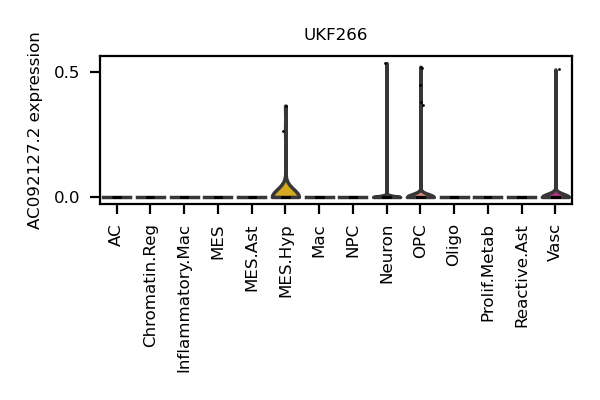 UKF266
AC092127.2 expression
0.5
0.0
AC
Chromatin.Reg
Inflammatory.Mac
MES
MES.Ast
MES.Hyp
Mac
NPC
Neuron
OPC
Oligo
Prolif.Metab
Reactive.Ast
Vasc